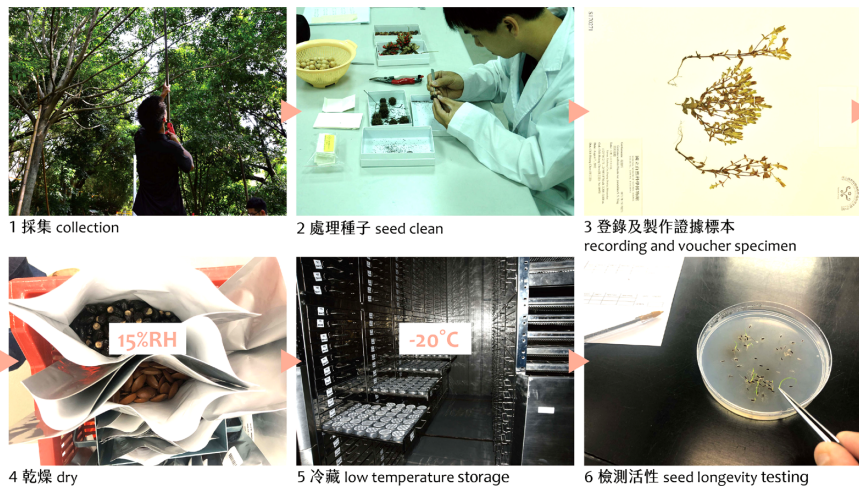 1 採集 collection
2 處理種子 seed clean
3 登錄及製作證據標本
recording and voucher specimen
15%RH
-20°C
4 乾燥 dry
5 冷藏 low temperature storage
6 檢測活性 seed longevity testing